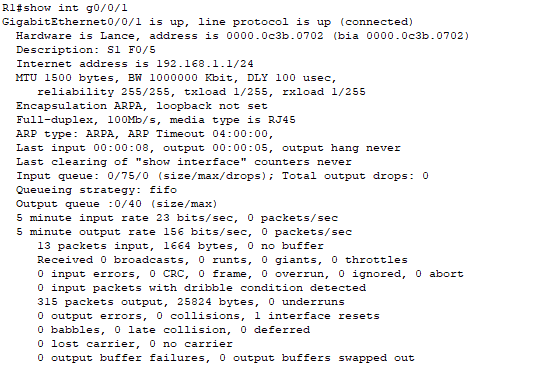 R1#show int g0/0/1
GigabitEthernet0/0/1 is up, line protocol is up (connected)
Hardware is Lance, address is 0000.0c3b.0702 (bia 0000.0c3b.0702)
Description: S1 F0/5
Internet address is 192.168.1.1/24
MTU 1500 bytes, BW 1000000 Kbit, DLY 100 usec,
reliability 255/255, txload 1/255, rxload 1/255
Encapsulation ARPA, loopback not set
Full-duplex, 100Mb/s, media type is RJ45
ARP type: ARPA, ARP Timeout 04:00:00,
Last input 00:00:08, output 00:00:05, output hang never
Last clearing of "show interface" counters never
Input queue: 0/75/0 (size/max/drops); Total output drops: 0
Queueing strategy: fifo
Output queue :0/40 (size/max)
5 minute input rate 23 bits/sec, 0 packets/sec
5 minute output rate 156 bits/sec, 0 packets/sec
13 packets input, 1664 bytes, 0 no buffer
Received 0 broadcasts, 0 runts, 0 giants, 0 throttles
0 input errors, 0 CRC, 0 frame, 0 overrun, 0 ignored, 0 abort
0 input packets with dribble condition detected
315 packets output, 25824 bytes, 0 underruns
0 output errors, 0 collisions, 1 interface resets
0 babbles, 0 late collision, 0 deferred
0 lost carrier, 0 no carrier
0 output buffer failures, 0 output buffers swapped out